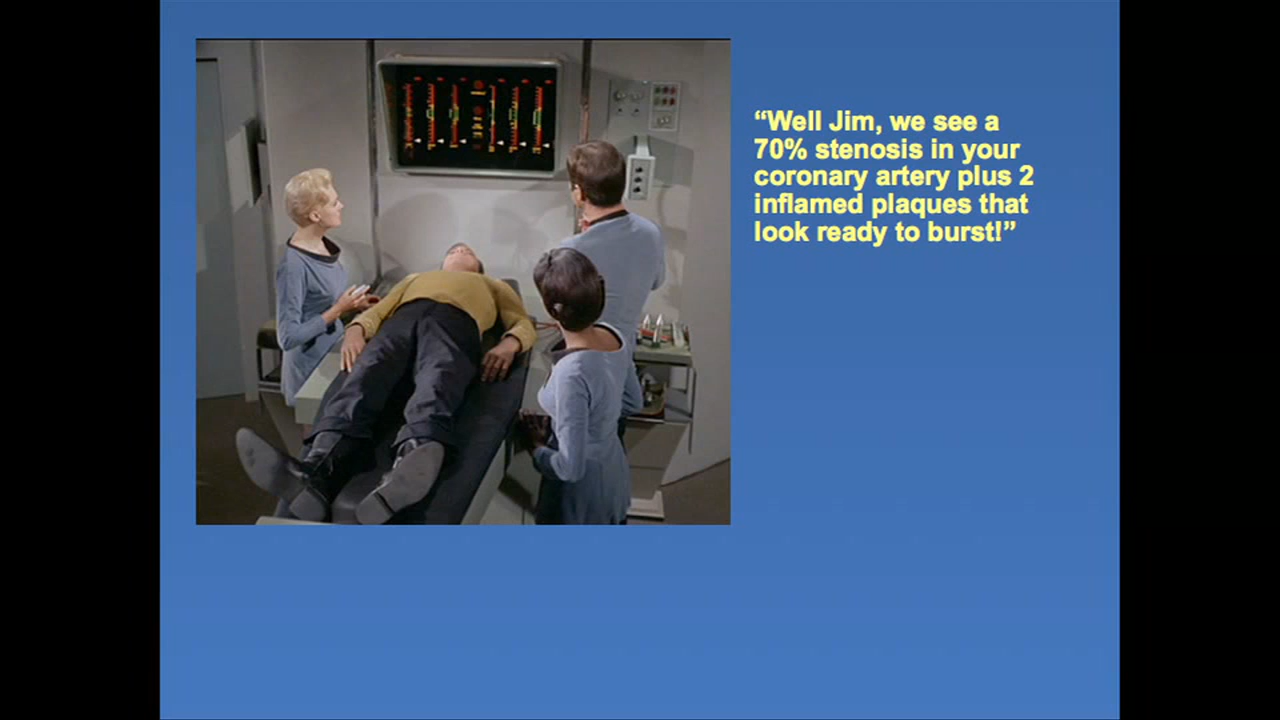 “Well Jim, we see a
70% stenosis in your
coronary artery plus 2
inflamed plaques that
look ready to burst!”